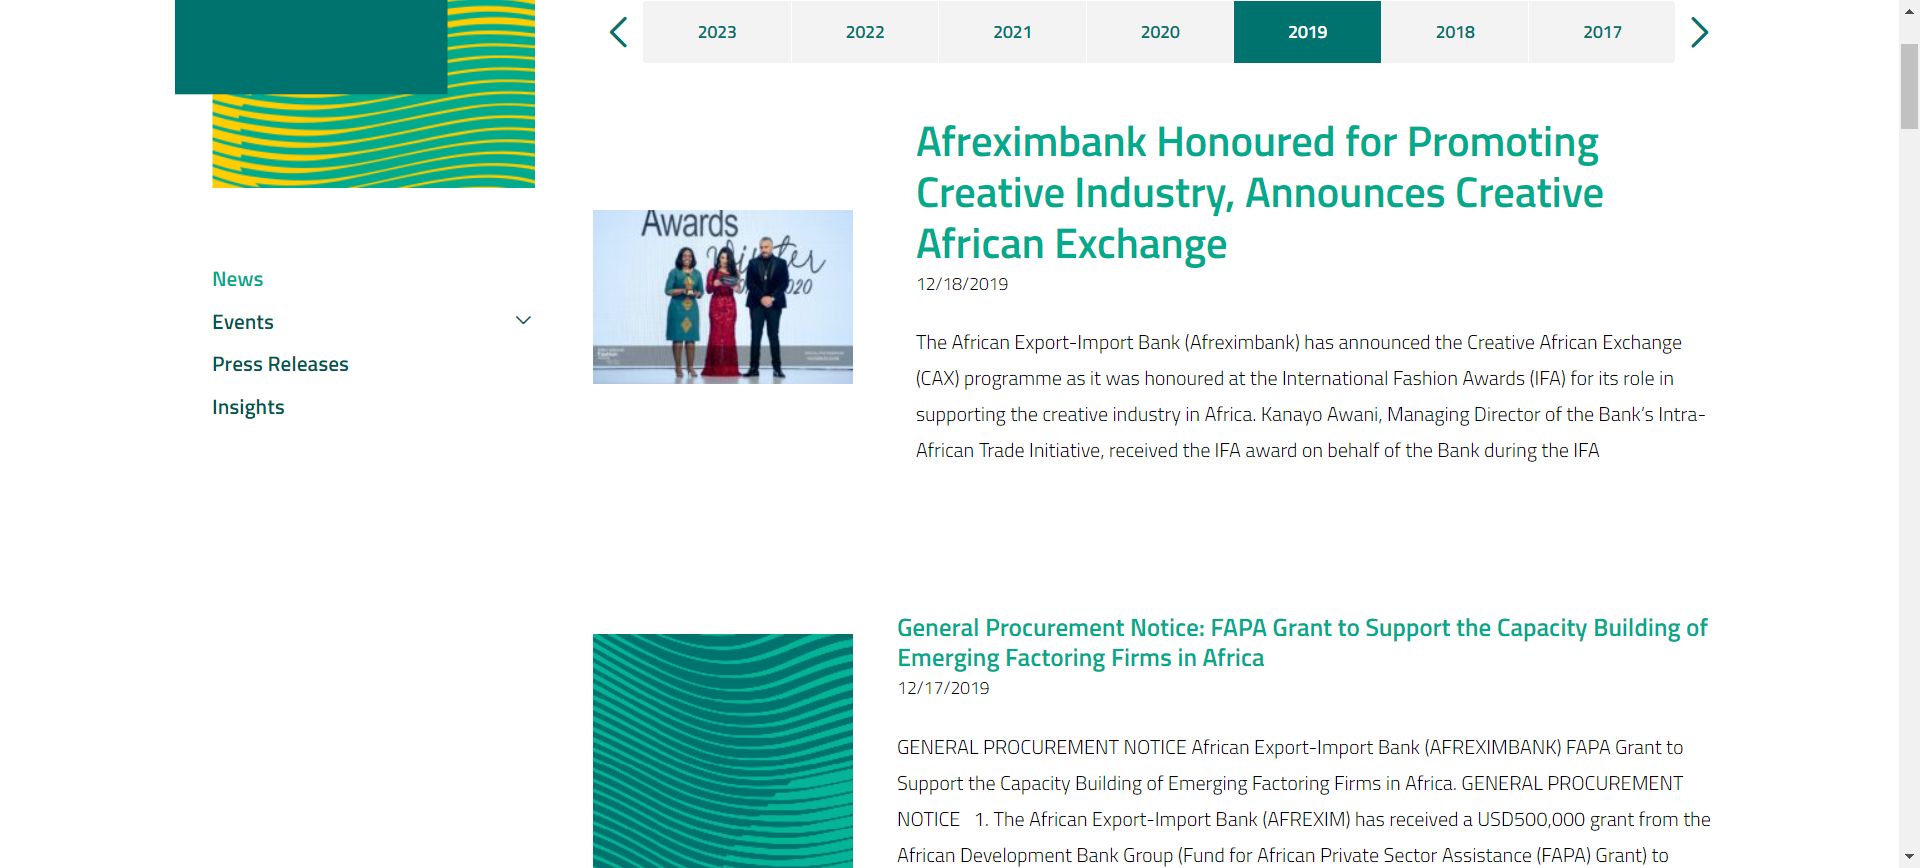 2023 2022 2021 2020 2019 2018 2017
Afreximbank Honoured for Promoting
Creative Industry, Announces Creative
African Exchange
12/18/2019
The African Export-Import Bank (Afreximbank) has announced the Creative African Exchange
(CAX) programme as it was honoured at the International Fashion Awards (IFA) for its role in
supporting the creative industry in Africa. Kanayo Awani, Managing Director of the Bank’s Intra-
African Trade Initiative, received the IFA award on behalf of the Bank during the IFA
Awards
Winter
2020
News
Events
Press Releases
Insights
General Procurement Notice: FAPA Grant to Support the Capacity Building of
Emerging Factoring Firms in Africa
12/17/2019
GENERAL PROCUREMENT NOTICE African Export-Import Bank (AFREXIMBANK) FAPA Grant to
Support the Capacity Building of Emerging Factoring Firms in Africa. GENERAL PROCUREMENT
NOTICE 1. The African Export-Import Bank (AFREXIM) has received a USD500,000 grant from the
African Development Bank Group (Fund for African Private Sector Assistance (FAPA) Grant) to